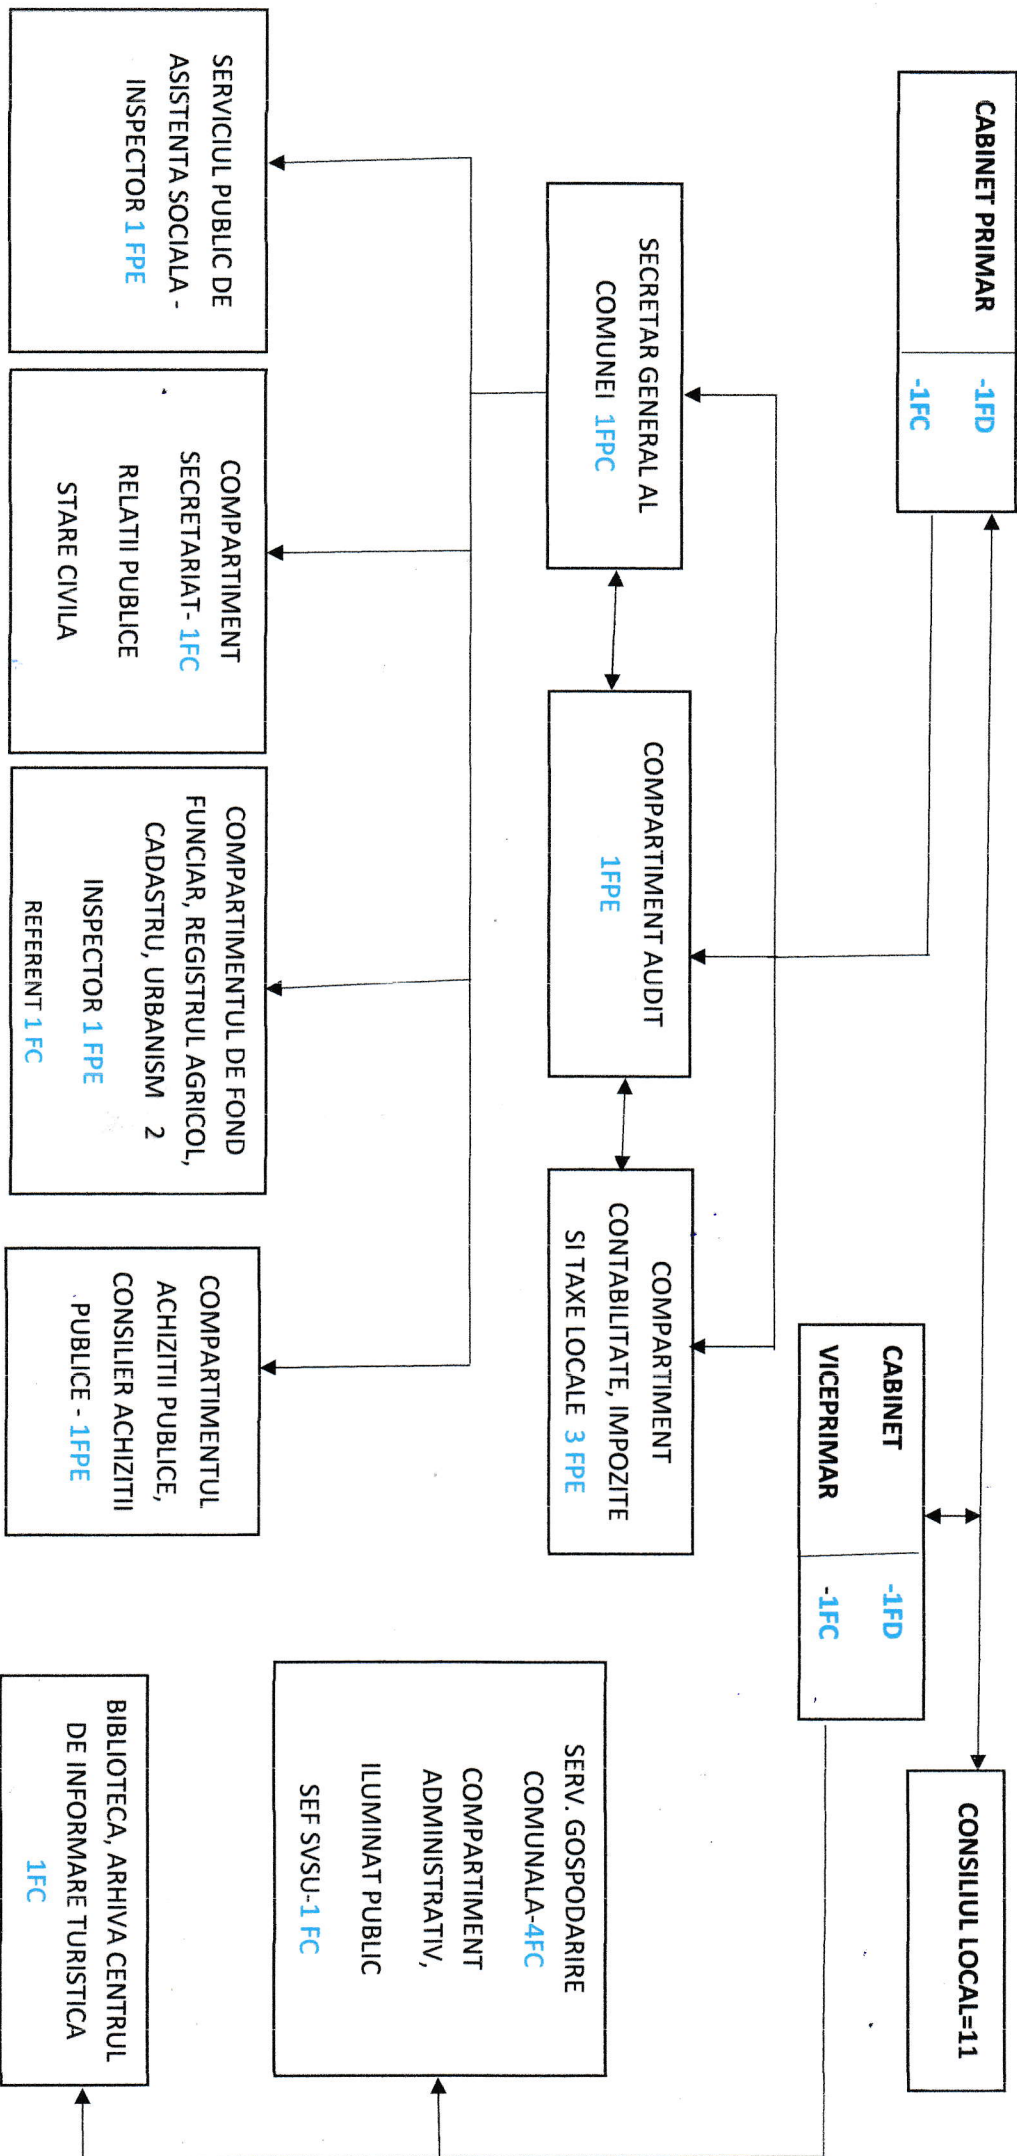 CABINET PRIMAR
-1FD
-1FC
CONSILIUL LOCAL=11
CABINET
VICEPRIMAR
-1FD
-1FC
SECRETAR GENERAL AL
COMUNEI 1FPC
COMPARTIMENT AUDIT
1FPE
COMPARTIMENT
CONTABILITATE, IMPOZITE
SI TAXE LOCALE 3 FPE
SERV. GOSPODARIRE
COMUNALA-4FC
COMPARTIMENT
ADMINISTRATIV,
ILUMINAT PUBLIC
SEF SVSU-1 FC
SERVICIUL PUBLIC DE
ASISTENTA SOCIALA -
INSPECTOR 1 FPE
COMPARTIMENT
SECRETARIAT- 1FC
RELATII PUBLICE
STARE CIVILA
COMPARTIMENTUL DE FOND
FUNCIAR, REGISTRUL AGRICOL,
CADASTRU, URBANISM 2
INSPECTOR 1 FPE
REFERENT 1 FC
COMPARTIMENTUL
ACHIZITII PUBLICE,
CONSILIER ACHIZITII
PUBLICE - 1FPE
BIBLIOTECA, ARHIVA CENTRUL
DE INFORMARE TURISTICA
1FC